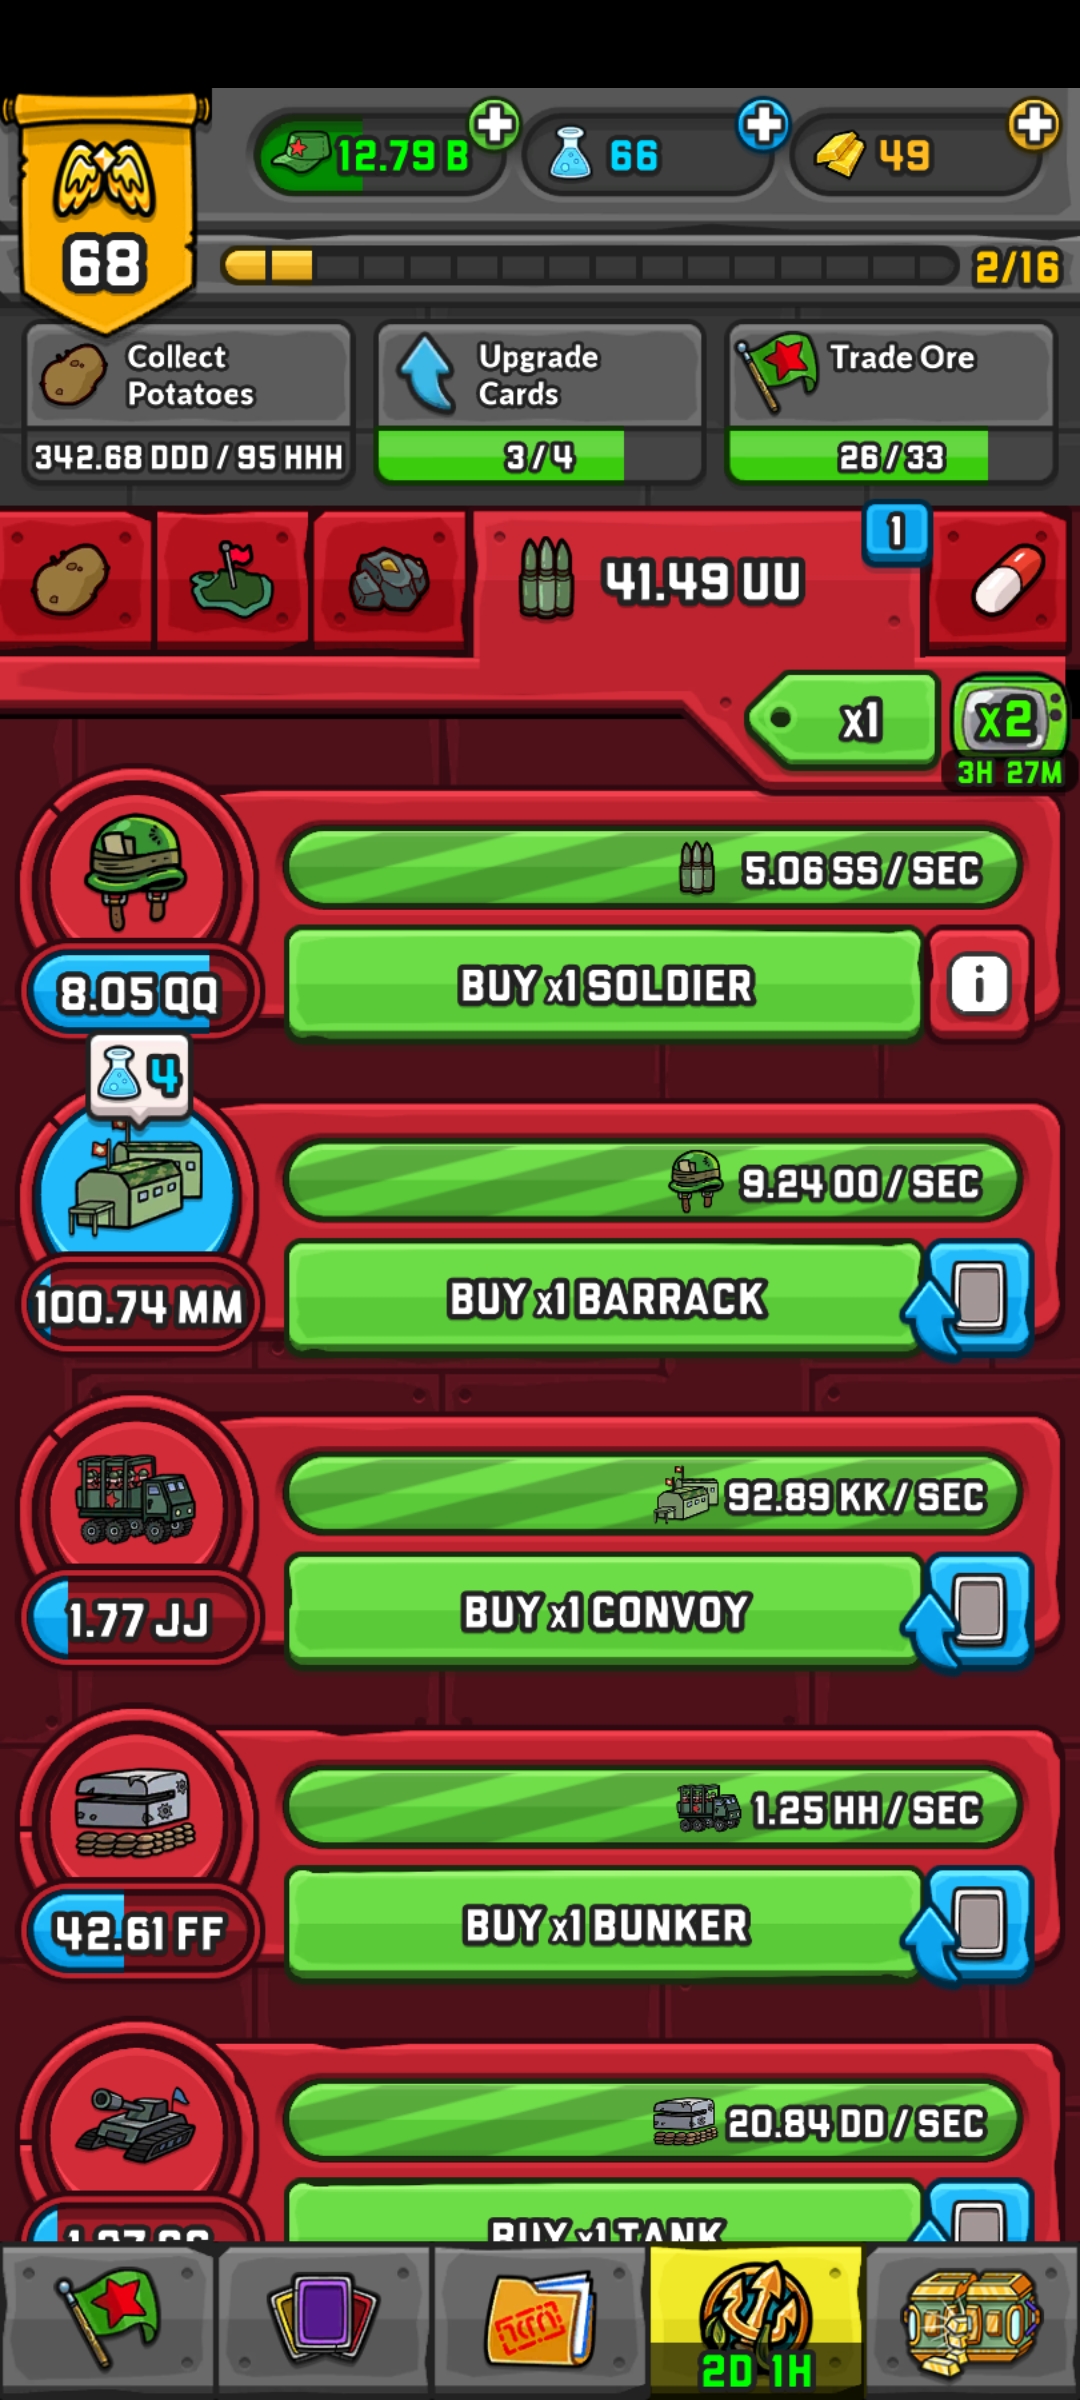 68
12.79 B
66
49
2/16
Collect
Potatoes
342.68 DDD / 95 HHH
Upgrade
Cards
3/4
Trade Ore
26/33
41.49 UU
1
x1
x2
3H 27M
5.06 SS / SEC
8.05 QQ
BUY x1 SOLDIER
i
4
9.24 OO / SEC
100.74 MM
BUY x1 BARRACK
92.89 KK / SEC
1.77 JJ
BUY x1 CONVOY
1.25 HH / SEC
42.61 FF
BUY x1 BUNKER
20.84 DD / SEC
BUY x1 TANK
2D 1H